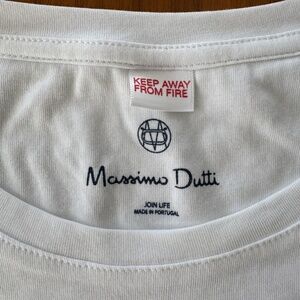 KEEP AWAY
FROM FIRE
Massimo Dutti
JOIN LIFE
MADE IN PORTUGAL